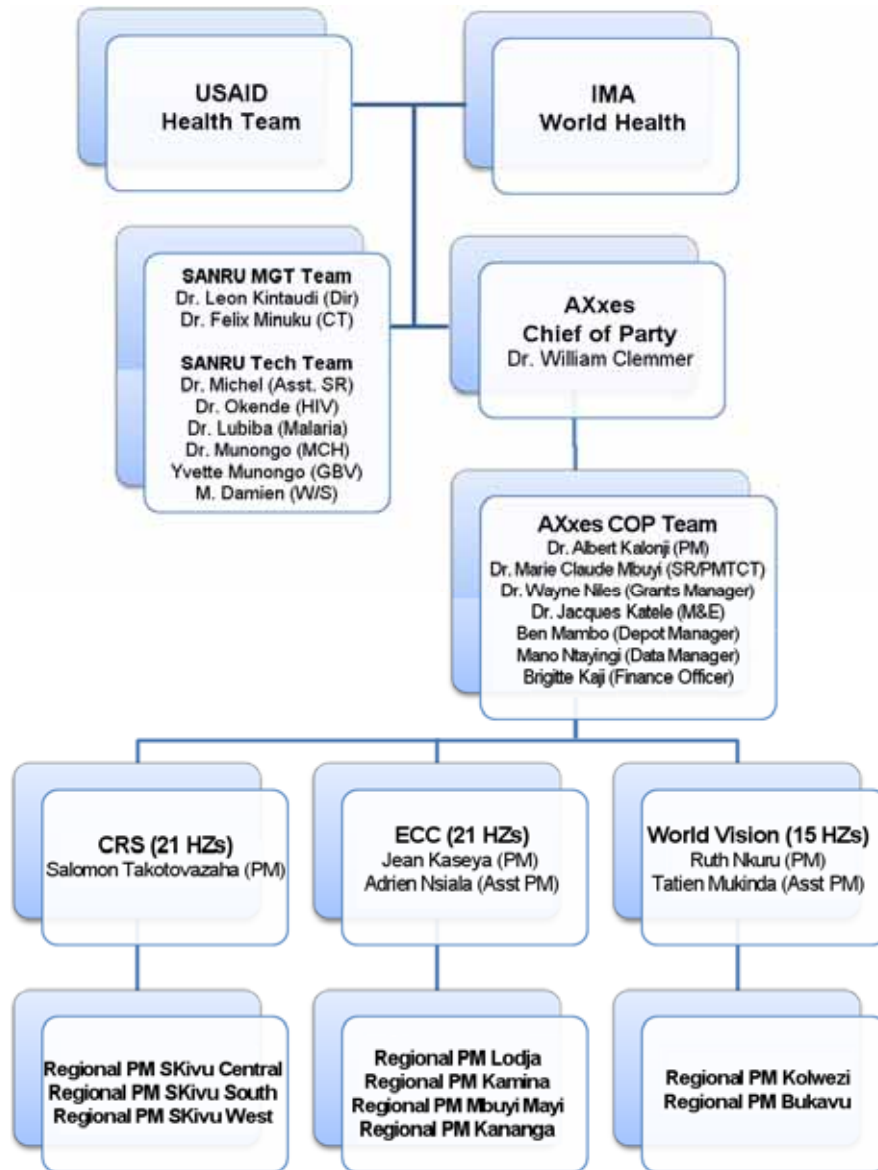 USAID
Health Team
IMA
World Health
SANRU MGT Team
Dr. Leon Kintaudi (Dir)
Dr. Felix Minuku (CT)
SANRU Tech Team
Dr. Michel (Asst. SR)
Dr. Okende (HIV)
Dr. Lubiba (Malaria)
Dr. Munongo (MCH)
Yvette Munongo (GBV)
M. Damien (W/S)
AXxes
Chief of Party
Dr. William Clemmer
AXxes COP Team
Dr. Albert Kalonji (PM)
Dr. Marie Claude Mbuyi (SR/PMTCT)
Dr. Wayne Niles (Grants Manager)
Dr. Jacques Katele (M&E)
Ben Mambo (Depot Manager)
Mano Ntayingi (Data Manager)
Brigitte Kaji (Finance Officer)
CRS (21 HZs)
Salomon Takotovazaha (PM)
ECC (21 HZs)
Jean Kaseya (PM)
Adrien Nsiala (Asst PM)
World Vision (15 HZs)
Ruth Nkuru (PM)
Tatien Mukinda (Asst PM)
Regional PM SKivu Central
Regional PM SKivu South
Regional PM SKivu West
Regional PM Lodja
Regional PM Kamina
Regional PM Mbuyi Mayi
Regional PM Kananga
Regional PM Kolwezi
Regional PM Bukavu